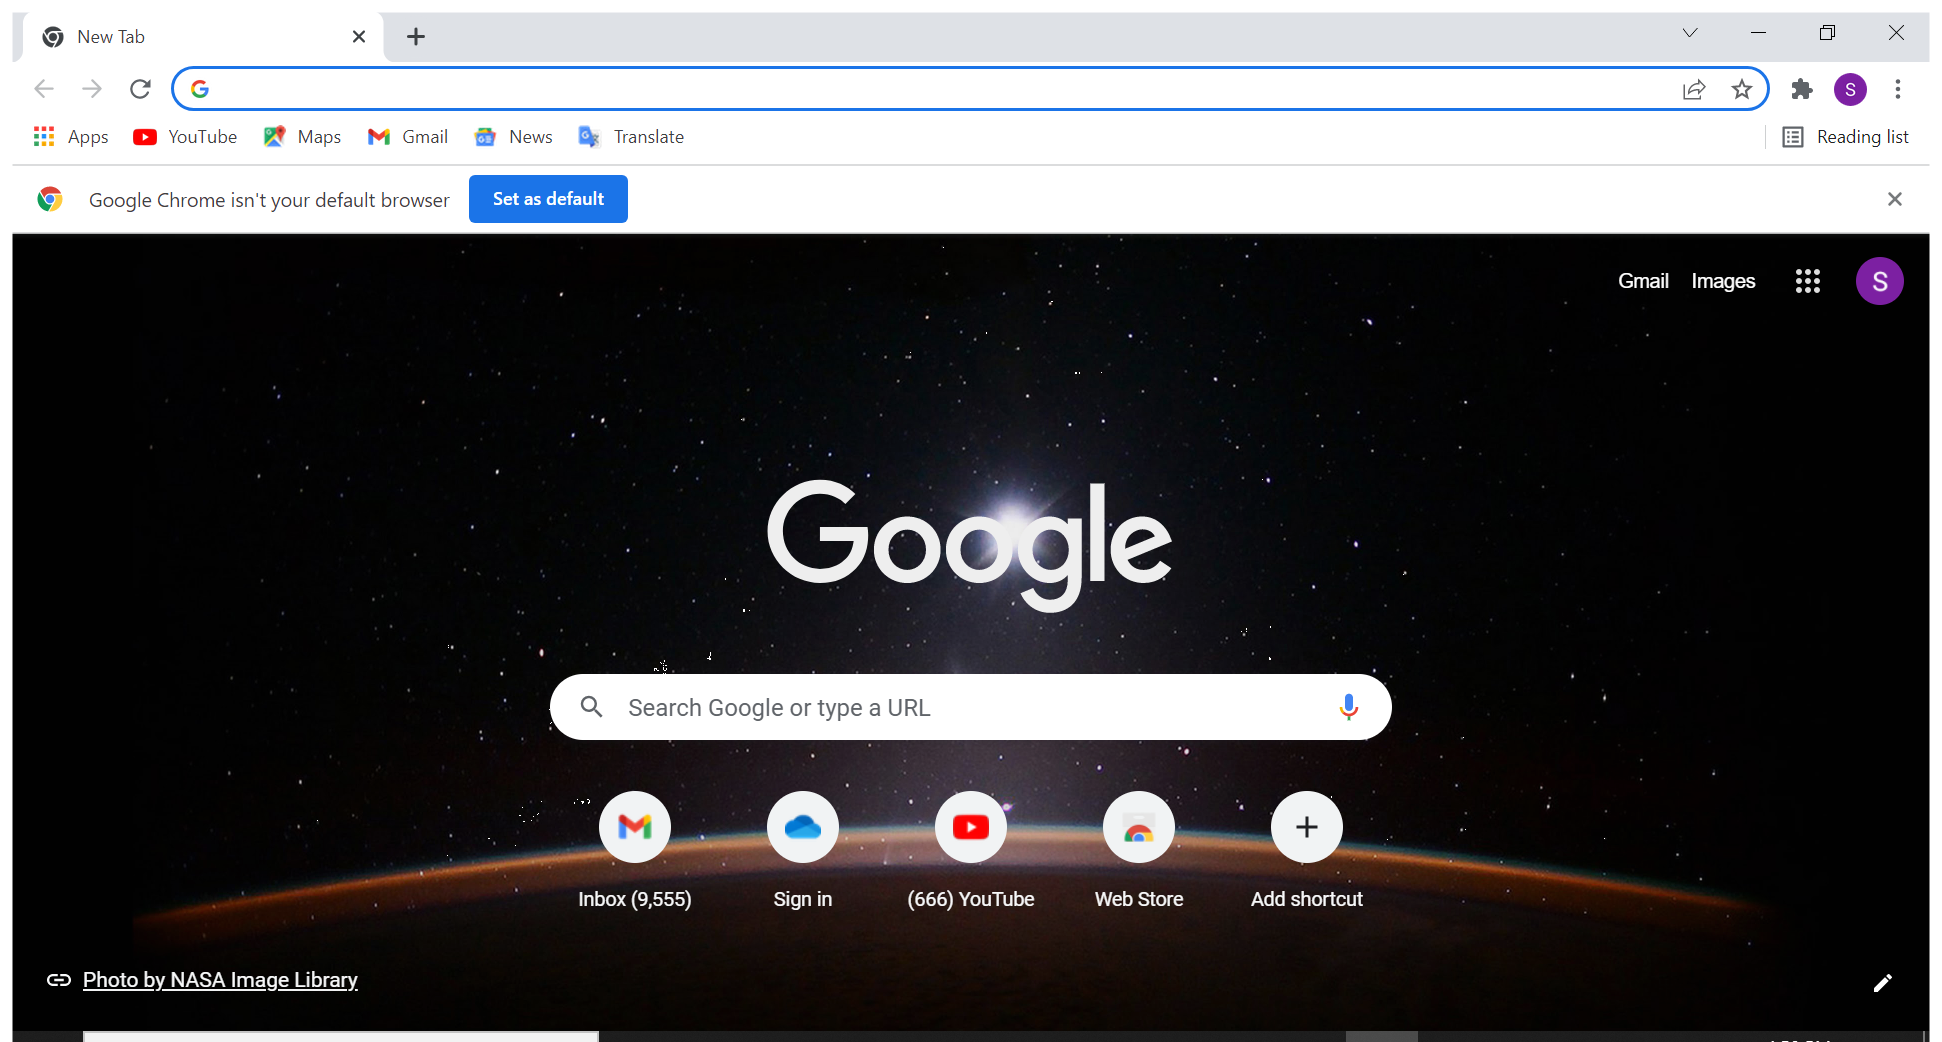 New Tab
Apps YouTube Maps Gmail News Translate Reading list
Google Chrome isn't your default browser Set as default
Gmail Images S
S
Google
Search Google or type a URL
Inbox (9,555) Sign in (666) YouTube Web Store Add shortcut
Photo by NASA Image Library